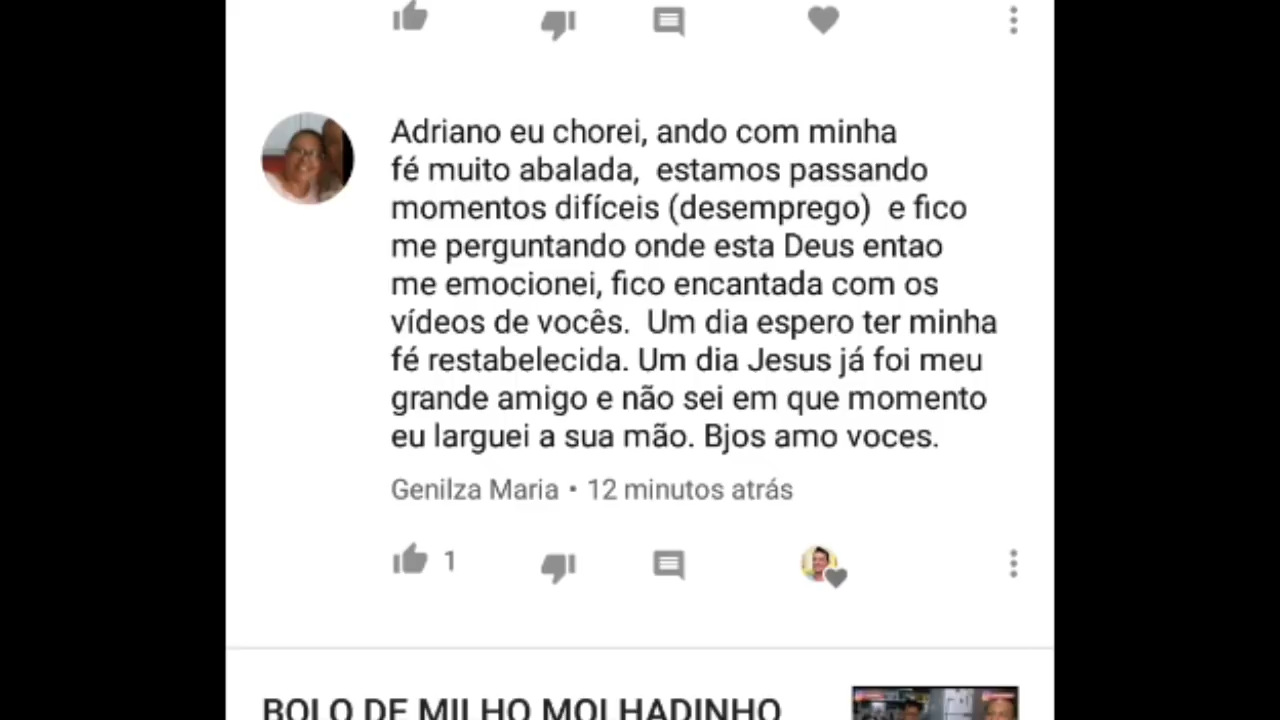 Adriano eu chorei, ando com minha
fé muito abalada,  estamos passando
momentos difíceis (desemprego)  e fico
me perguntando onde esta Deus entao
me emocionei, fico encantada com os
vídeos de vocês.  Um dia espero ter minha
fé restabelecida. Um dia Jesus já foi meu
grande amigo e não sei em que momento
eu larguei a sua mão. Bjos amo voces.
Genilza Maria • 12 minutos atrás
1
BOLO DE MILHO MOLHADINHO